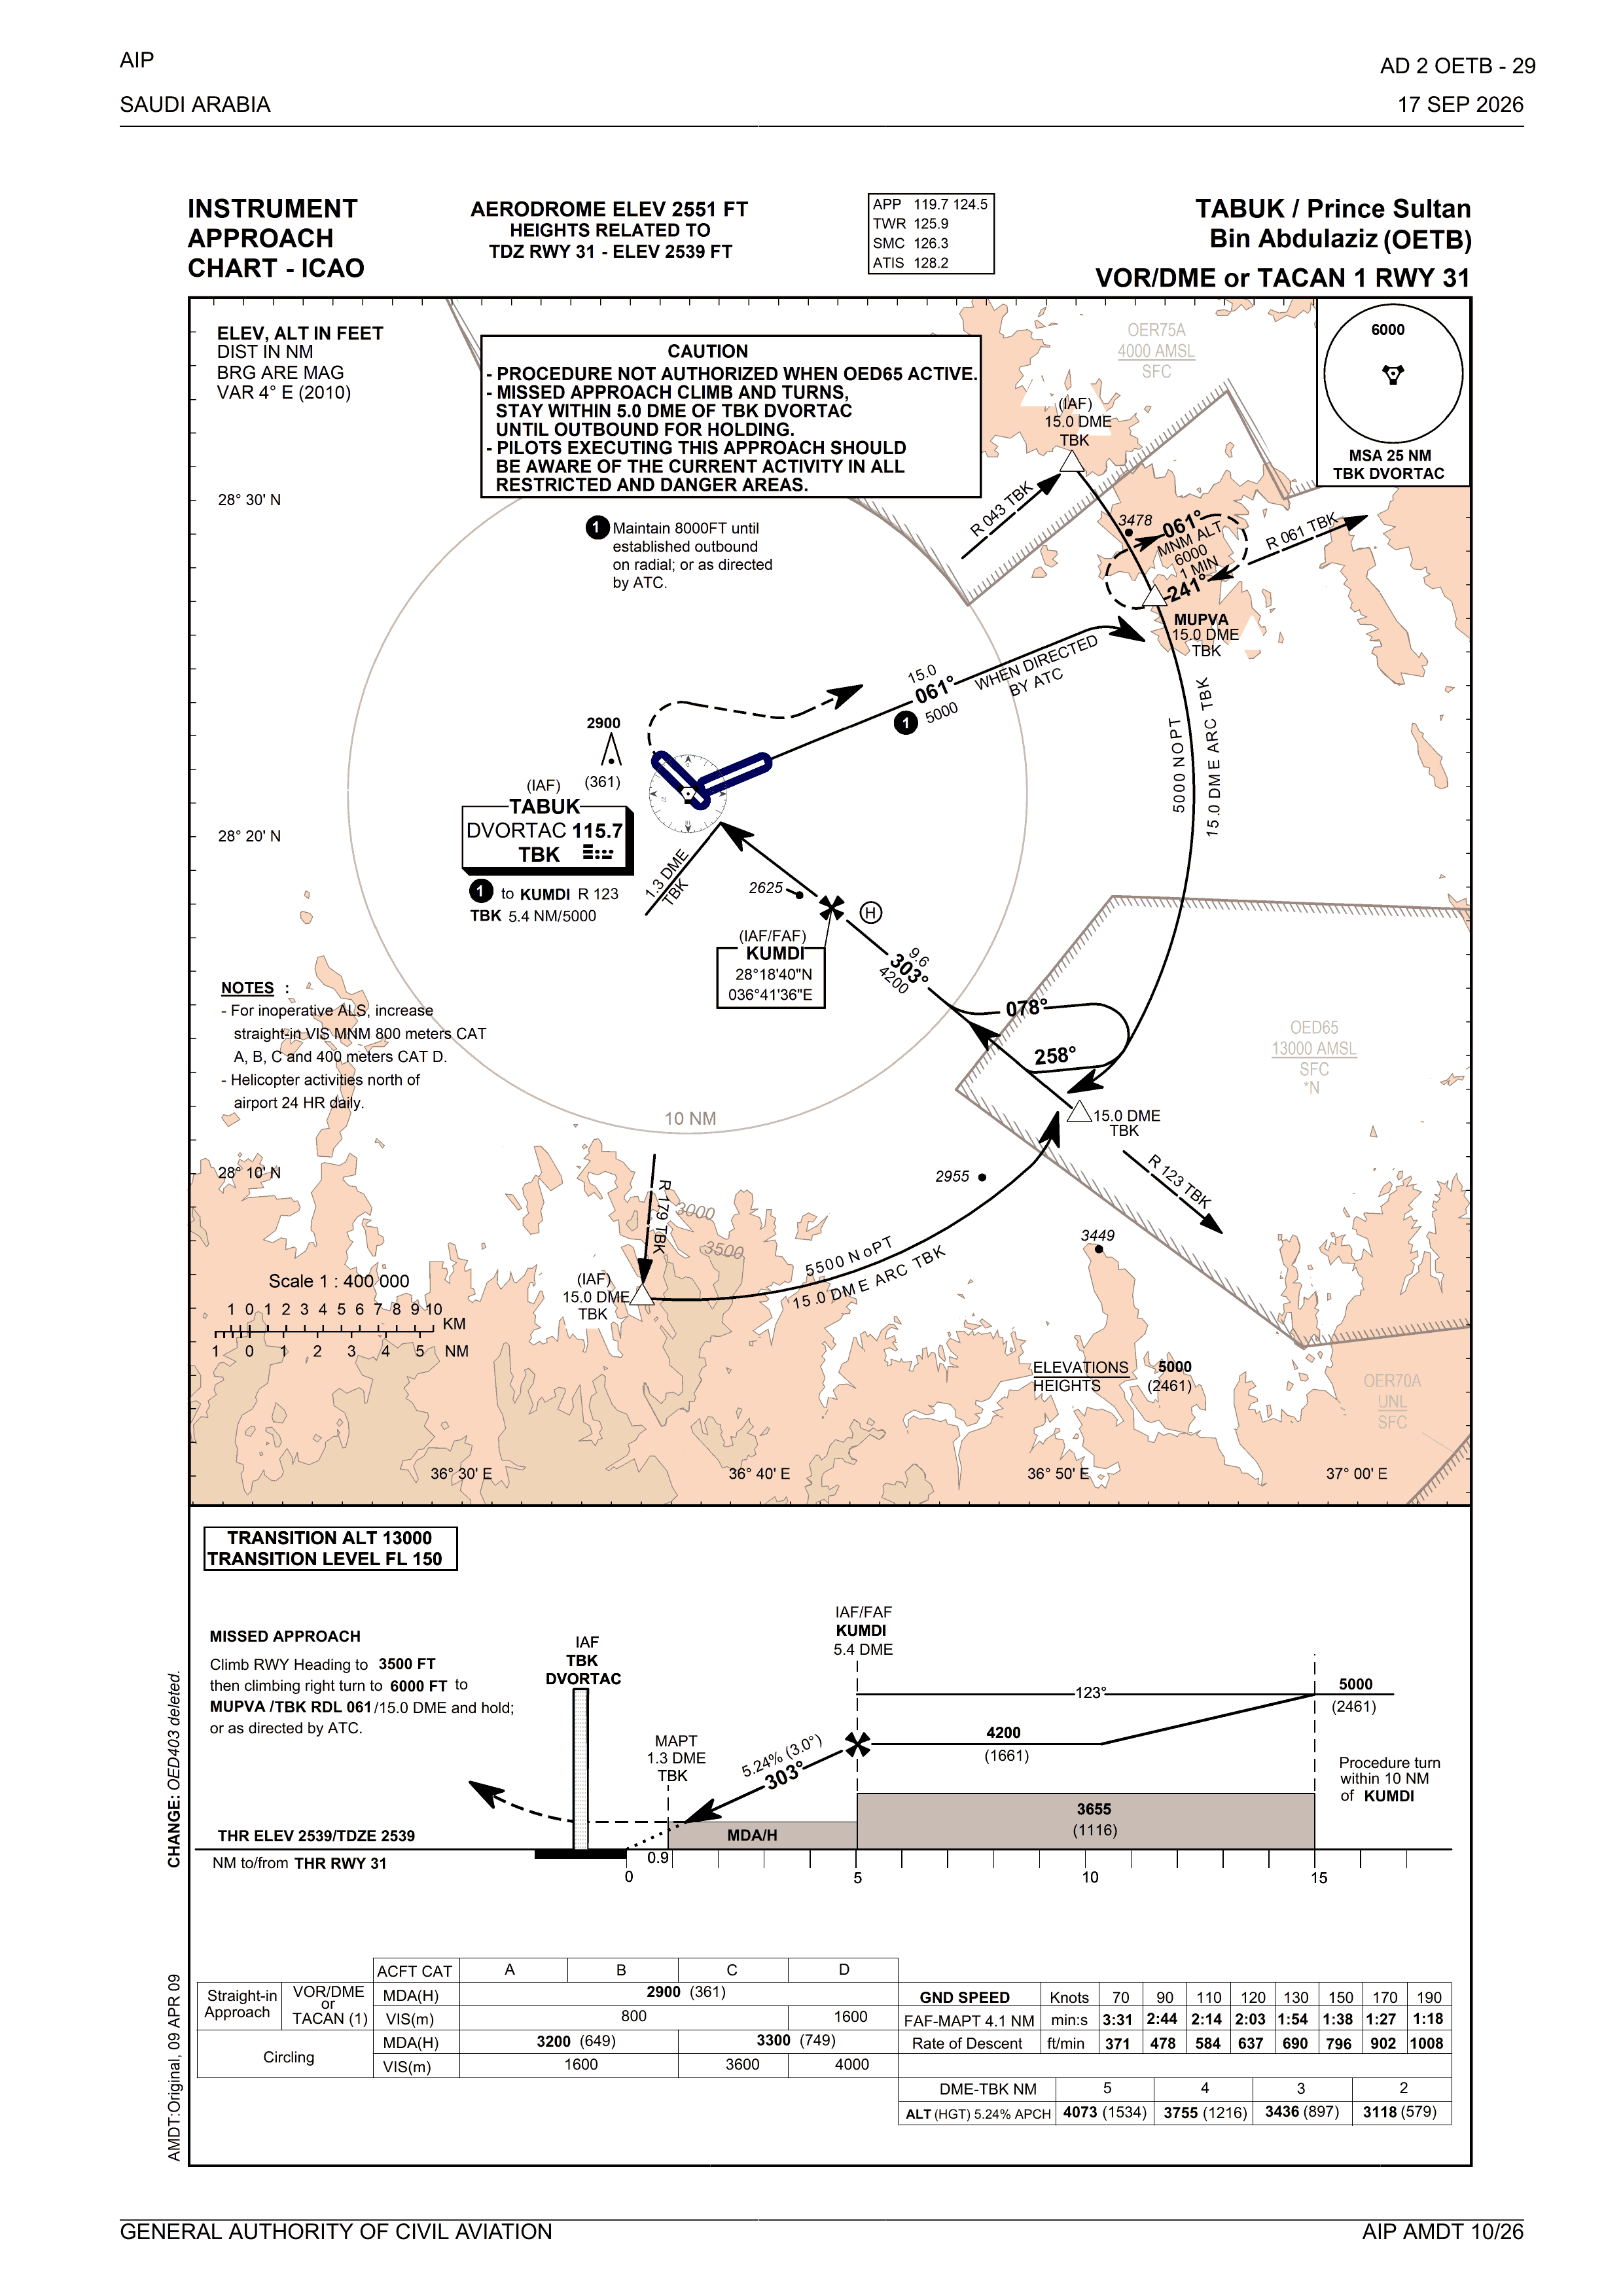 AIP
AD 2 OETB - 29
SAUDI ARABIA
17 SEP 2026
INSTRUMENT
APPROACH
CHART - ICAO
AERODROME ELEV 2551 FT
HEIGHTS RELATED TO
TDZ RWY 31 - ELEV 2539 FT
APP 119.7 124.5
TWR 125.9
SMC 126.3
ATIS 128.2
TABUK / Prince Sultan
Bin Abdulaziz (OETB)
VOR/DME or TACAN 1 RWY 31
ELEV, ALT IN FEET
DIST IN NM
BRG ARE MAG
VAR 4° E (2010)
CAUTION
- PROCEDURE NOT AUTHORIZED WHEN OED65 ACTIVE.
- MISSED APPROACH CLIMB AND TURNS,
STAY WITHIN 5.0 DME OF TBK DVORTAC
UNTIL OUTBOUND FOR HOLDING.
- PILOTS EXECUTING THIS APPROACH SHOULD
BE AWARE OF THE CURRENT ACTIVITY IN ALL
RESTRICTED AND DANGER AREAS.
OER75A
4000 AMSL
SFC
6000
MSA 25 NM
TBK DVORTAC
(IAF)
15.0 DME
TBK
28° 30' N
1 Maintain 8000FT until
established outbound
on radial; or as directed
by ATC.
R 043 TBK
3478
061°
MNM ALT
6000
1 MIN
241°
R 061 TBK
MUPVA
15.0 DME
TBK
15.0
061°
1 5000
WHEN DIRECTED
BY ATC
5000 NOPT
15.0 DME ARC TBK
2900
(361)
(IAF)
TABUK
DVORTAC 115.7
TBK
1 to KUMDI R 123
TBK 5.4 NM/5000
28° 20' N
1.3 DME
TBK
2625
H
(IAF/FAF)
KUMDI
28°18'40"N
036°41'36"E
9.6
303°
4200
078°
258°
OED65
13000 AMSL
SFC
*N
NOTES :
- For inoperative ALS, increase
straight-in VIS MNM 800 meters CAT
A, B, C and 400 meters CAT D.
- Helicopter activities north of
airport 24 HR daily.
10 NM
15.0 DME
TBK
28° 10' N
2955
R 123 TBK
R 179 TBK
3000
3500
3449
(IAF)
15.0 DME
TBK
5500 NoPT
15.0 DME ARC TBK
Scale 1 : 400 000
1 0 1 2 3 4 5 6 7 8 9 10
KM
1 0 1 2 3 4 5 NM
ELEVATIONS 5000
HEIGHTS (2461)
OER70A
UNL
SFC
36° 30' E
36° 40' E
36° 50' E
37° 00' E
TRANSITION ALT 13000
TRANSITION LEVEL FL 150
MISSED APPROACH
Climb RWY Heading to 3500 FT
then climbing right turn to 6000 FT to
MUPVA /TBK RDL 061/15.0 DME and hold;
or as directed by ATC.
IAF
TBK
DVORTAC
IAF/FAF
KUMDI
5.4 DME
MAPT
1.3 DME
TBK
5.24% (3.0°)
303°
123°
4200
(1661)
5000
(2461)
Procedure turn
within 10 NM
of KUMDI
3655
(1116)
MDA/H
THR ELEV 2539/TDZE 2539
NM to/from THR RWY 31
0.9
0 5 10 15
CHANGE: OED403 deleted.
AMDT:Original, 09 APR 09
ACFT CAT A B C D
Straight-in
Approach
VOR/DME
or
TACAN (1)
MDA(H) 2900 (361)
VIS(m) 800 1600
Circling
MDA(H) 3200 (649) 3300 (749)
VIS(m) 1600 3600 4000
GND SPEED Knots 70 90 110 120 130 150 170 190
FAF-MAPT 4.1 NM min:s 3:31 2:44 2:14 2:03 1:54 1:38 1:27 1:18
Rate of Descent ft/min 371 478 584 637 690 796 902 1008
DME-TBK NM 5 4 3 2
ALT (HGT) 5.24% APCH 4073 (1534) 3755 (1216) 3436 (897) 3118 (579)
GENERAL AUTHORITY OF CIVIL AVIATION
AIP AMDT 10/26